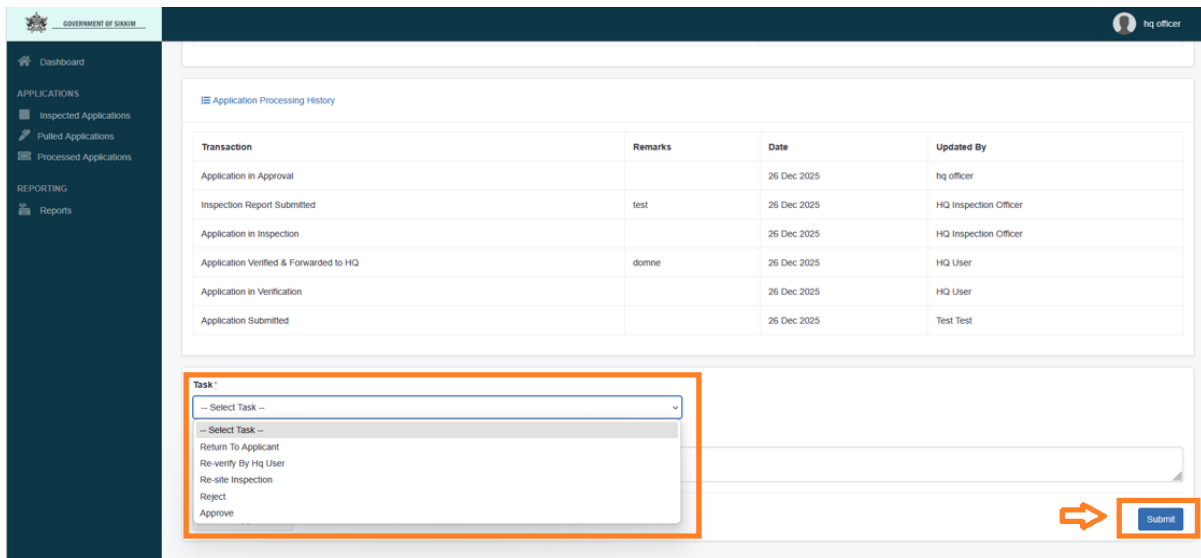 GOVERNMENT OF SIKKIM
hq officer
Dashboard
APPLICATIONS
Inspected Applications
Pulled Applications
Processed Applications
REPORTING
Reports
Application Processing History
Transaction Remarks Date Updated By
Application in Approval 26 Dec 2025 hq officer
Inspection Report Submitted test 26 Dec 2025 HQ Inspection Officer
Application in Inspection 26 Dec 2025 HQ Inspection Officer
Application Verified & Forwarded to HQ domne 26 Dec 2025 HQ User
Application in Verification 26 Dec 2025 HQ User
Application Submitted 26 Dec 2025 Test Test
Task *
-- Select Task --
-- Select Task --
Return To Applicant
Re-verify By Hq User
Re-site Inspection
Reject
Approve
Submit